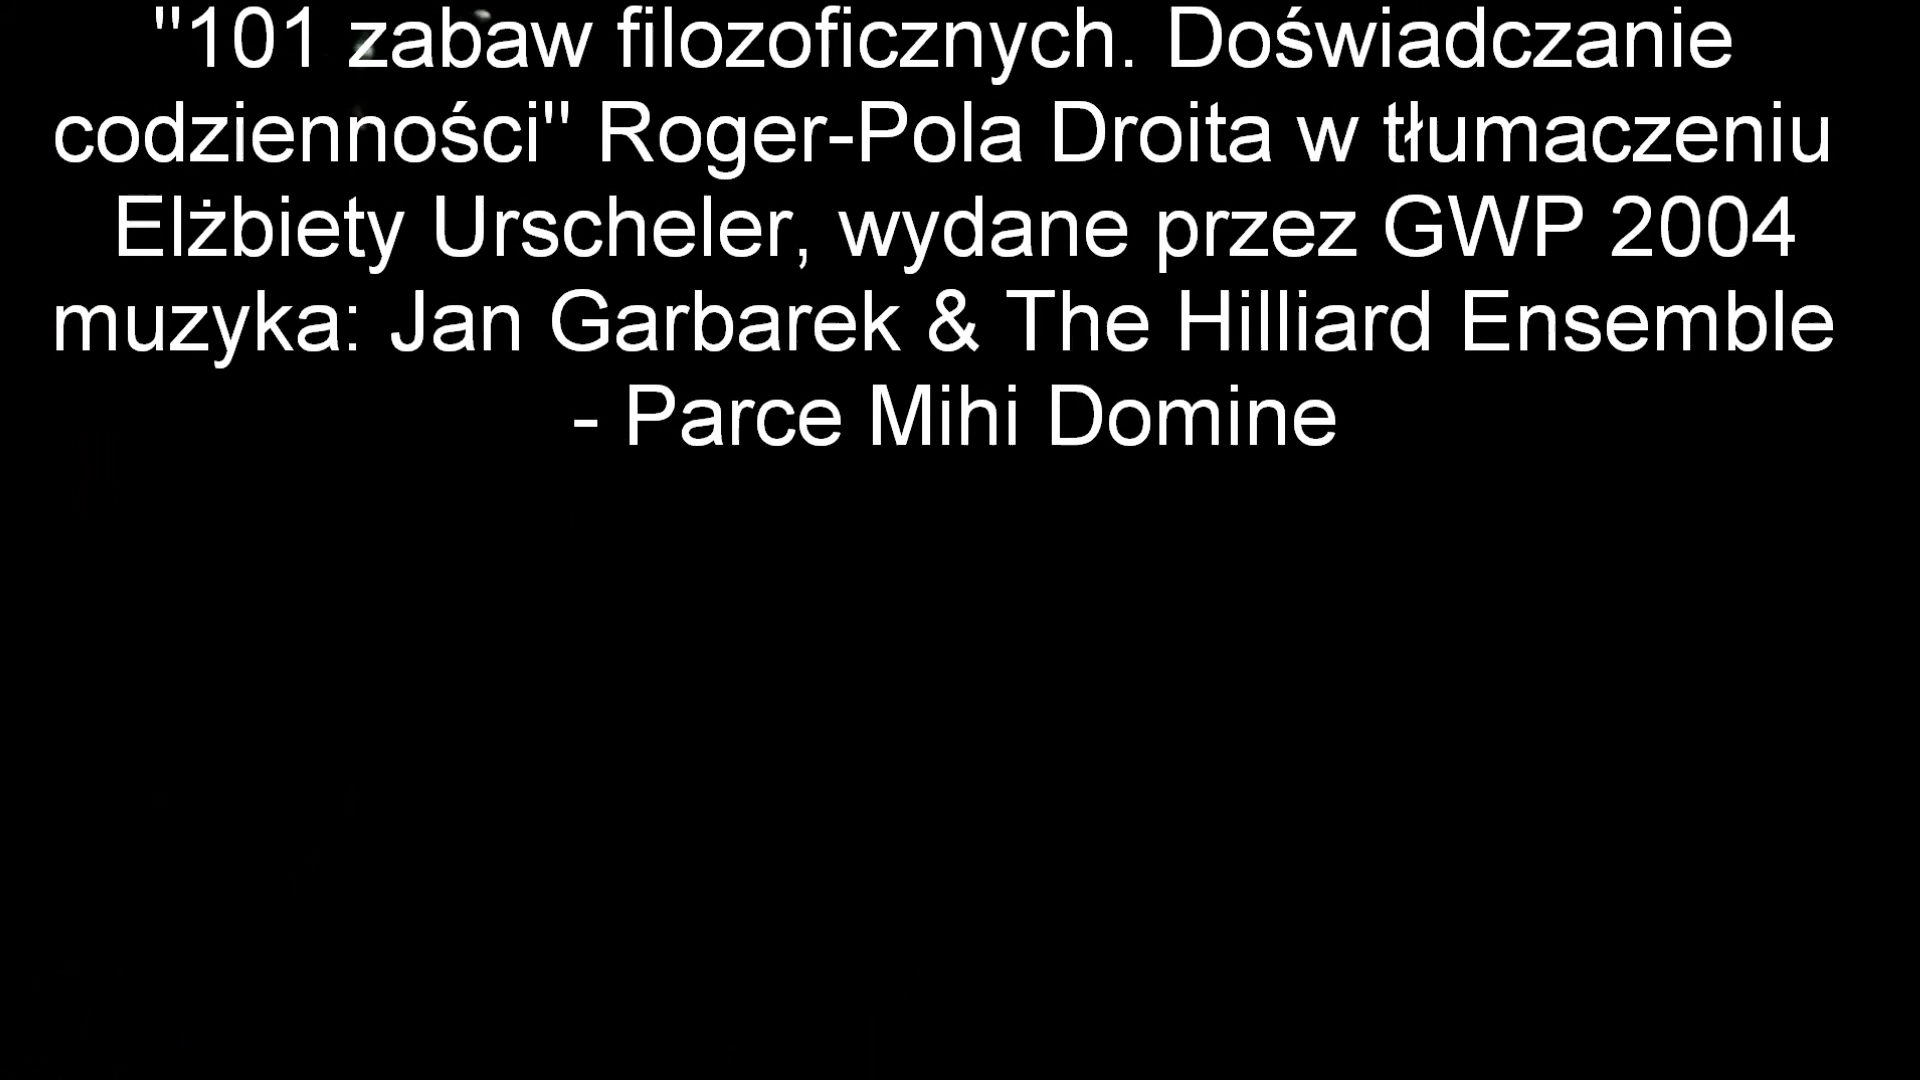 "101 zabaw filozoficznych. Doświadczanie
codzienności" Roger-Pola Droita w tłumaczeniu
Elżbiety Urscheler, wydane przez GWP 2004
muzyka: Jan Garbarek & The Hilliard Ensemble
- Parce Mihi Domine